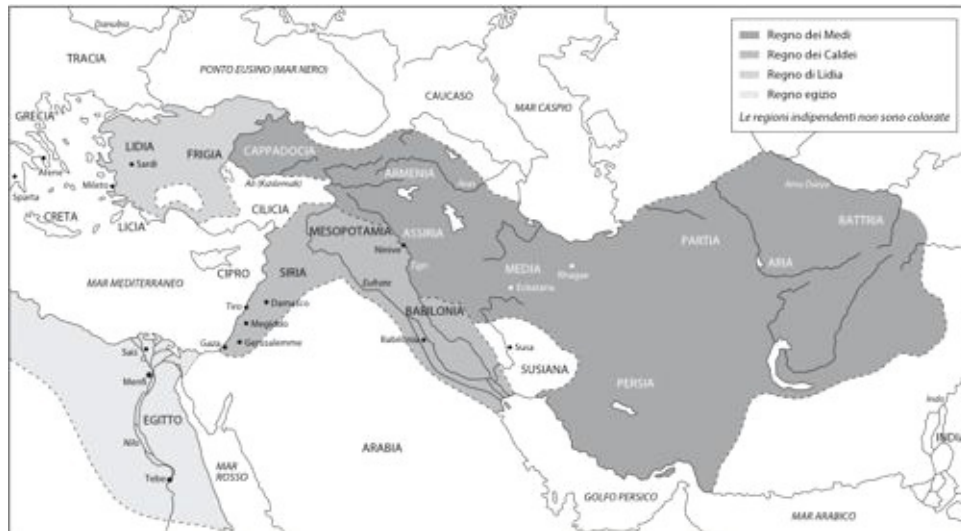 Danubio
TRACIA
PONTO EUSINO (MAR NERO)
CAUCASO
MAR CASPIO
Regno dei Medi
Regno dei Caldei
Regno di Lidia
Regno egizio
Le regioni indipendenti non sono colorate
GRECIA
Atene
Sparta
Mileto
CRETA
LIDIA
Sardi
FRIGIA
CAPPADOCIA
LICIA
CILICIA
ARMENIA
Amu Darya
BATTRIA
PARTIA
ARIA
MESOPOTAMIA
ASSIRIA
Ninive
Tigri
MEDIA
Rhagae
Ecbatana
CIPRO
SIRIA
MAR MEDITERRANEO
Eufrate
Tiro
Damasco
Megiddo
Gaza
Gerusalemme
BABILONIA
Babilonia
Susa
SUSIANA
PERSIA
Sais
Menfi
EGITTO
Nilo
Tebe
MAR
ROSSO
ARABIA
GOLFO PERSICO
MAR ARABICO
Indo
INDIA